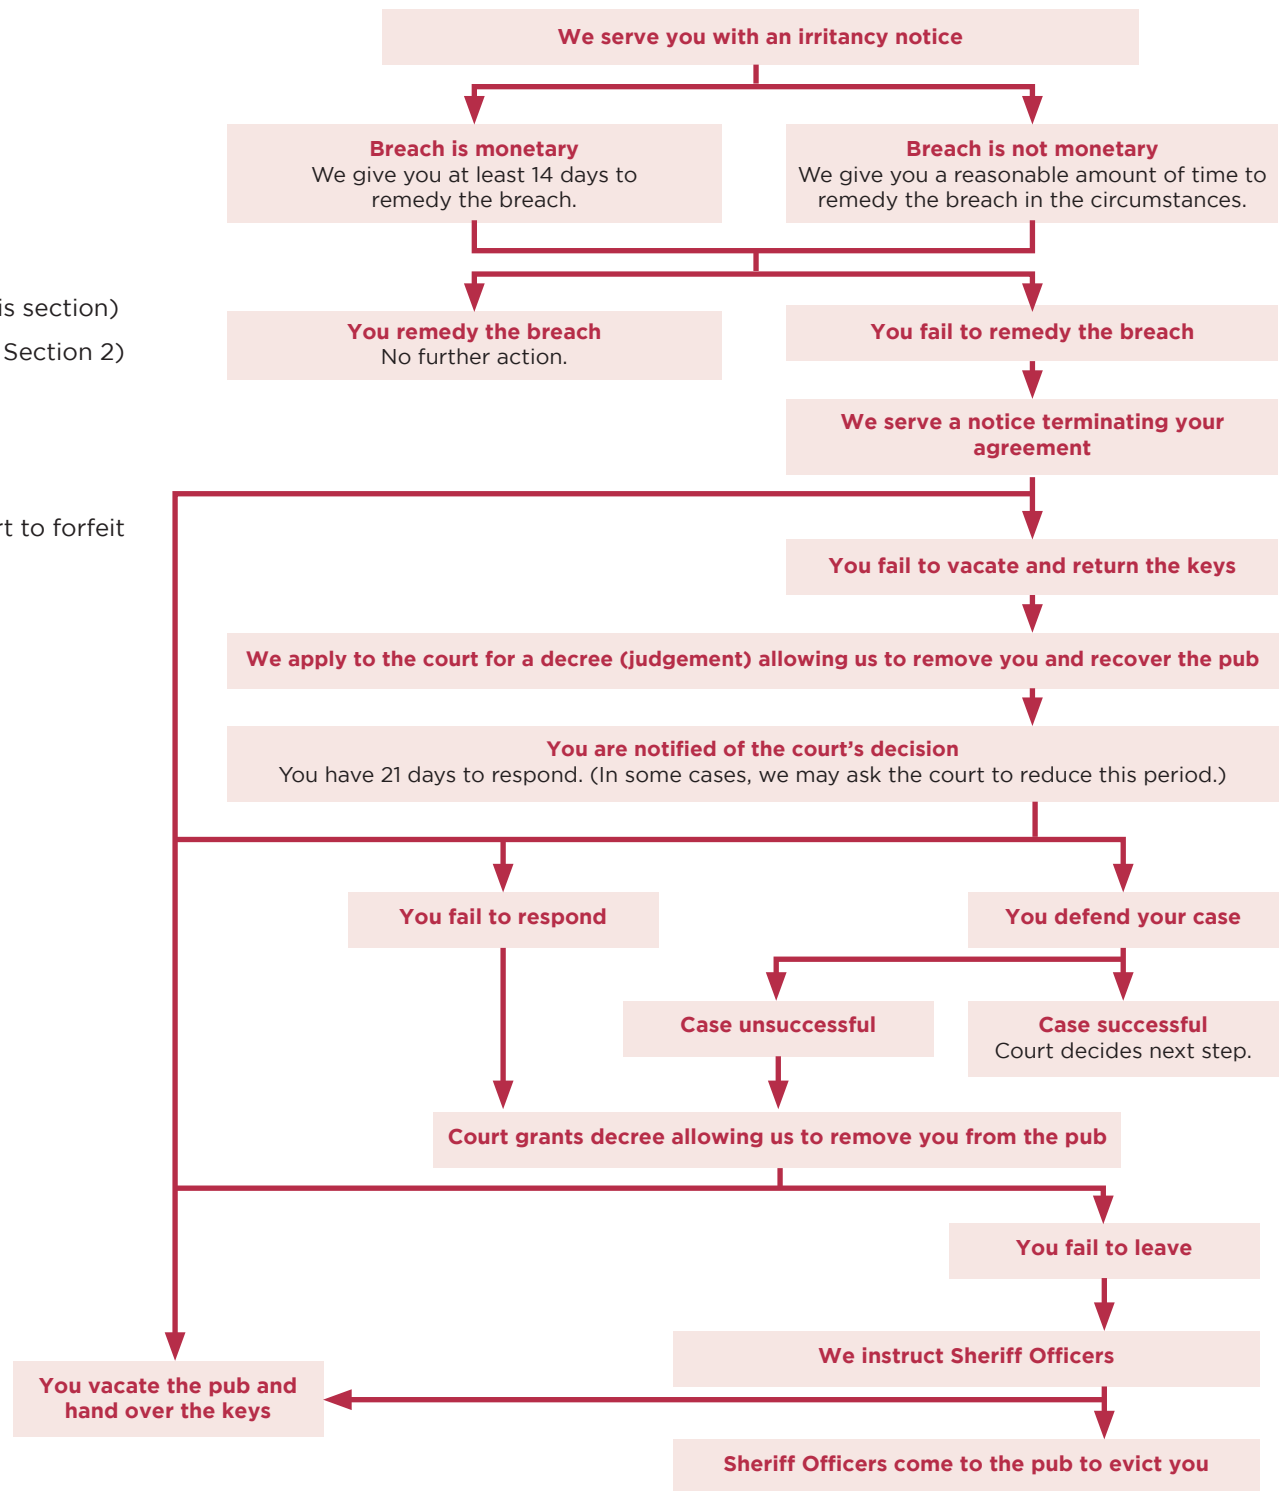 We serve you with an irritancy notice
Breach is monetary
We give you at least 14 days to
remedy the breach.
Breach is not monetary
We give you a reasonable amount of time to
remedy the breach in the circumstances.
is section)
Section 2)
You remedy the breach
No further action.
You fail to remedy the breach
We serve a notice terminating your
agreement
rt to forfeit
You fail to vacate and return the keys
We apply to the court for a decree (judgement) allowing us to remove you and recover the pub
You are notified of the court’s decision
You have 21 days to respond. (In some cases, we may ask the court to reduce this period.)
You fail to respond
You defend your case
Case unsuccessful
Case successful
Court decides next step.
Court grants decree allowing us to remove you from the pub
You fail to leave
We instruct Sheriff Officers
You vacate the pub and
hand over the keys
Sheriff Officers come to the pub to evict you